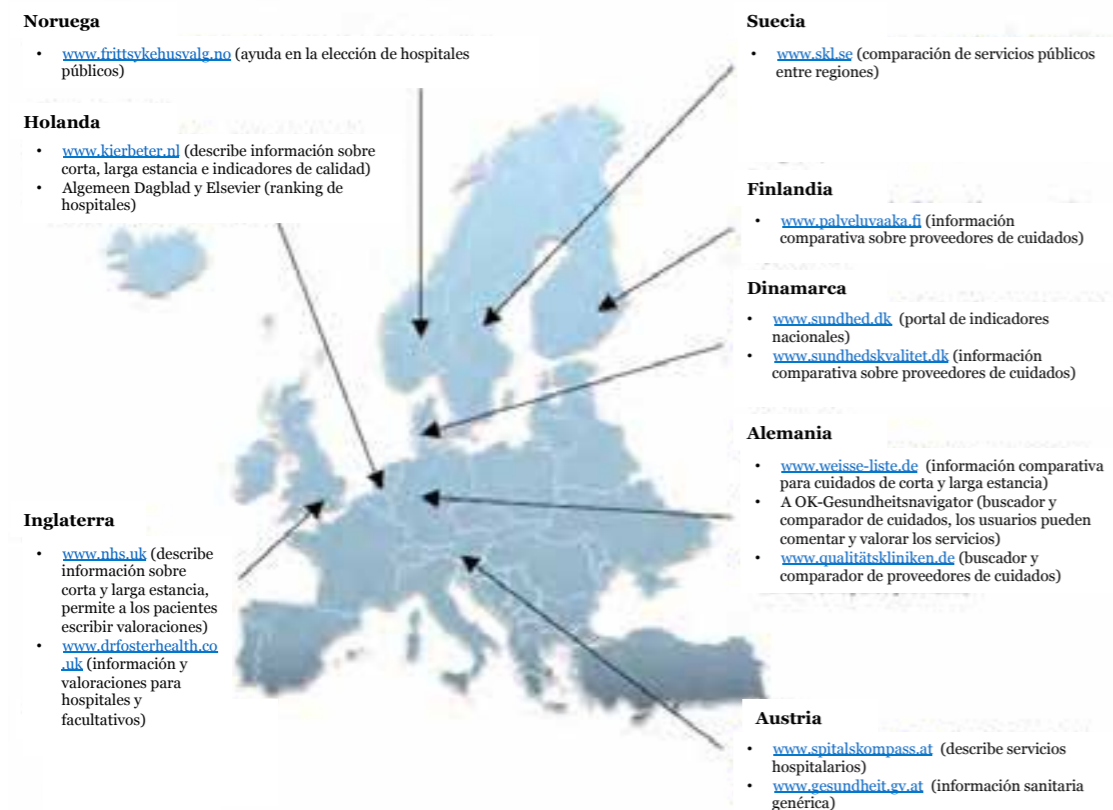 Noruega
• www.frittsykehusvalg.no (ayuda en la elección de hospitales
públicos)
Holanda
• www.kierbeter.nl (describe información sobre
corta, larga estancia e indicadores de calidad)
• Algemeen Dagblad y Elsevier (ranking de
hospitales)
Inglaterra
• www.nhs.uk (describe
información sobre
corta y larga estancia,
permite a los pacientes
escribir valoraciones)
• www.drfosterhealth.co
.uk (información y
valoraciones para
hospitales y
facultativos)
Suecia
• www.skl.se (comparación de servicios públicos
entre regiones)
Finlandia
• www.palveluvaaka.fi (información
comparativa sobre proveedores de cuidados)
Dinamarca
• www.sundhed.dk (portal de indicadores
nacionales)
• www.sundhedskvalitet.dk (información
comparativa sobre proveedores de cuidados)
Alemania
• www.weisse-liste.de (información comparativa
para cuidados de corta y larga estancia)
• A OK-Gesundheitsnavigator (buscador y
comparador de cuidados, los usuarios pueden
comentar y valorar los servicios)
• www.qualitätskliniken.de (buscador y
comparador de proveedores de cuidados)
Austria
• www.spitalskompass.at (describe servicios
hospitalarios)
• www.gesundheit.gv.at (información sanitaria
genérica)